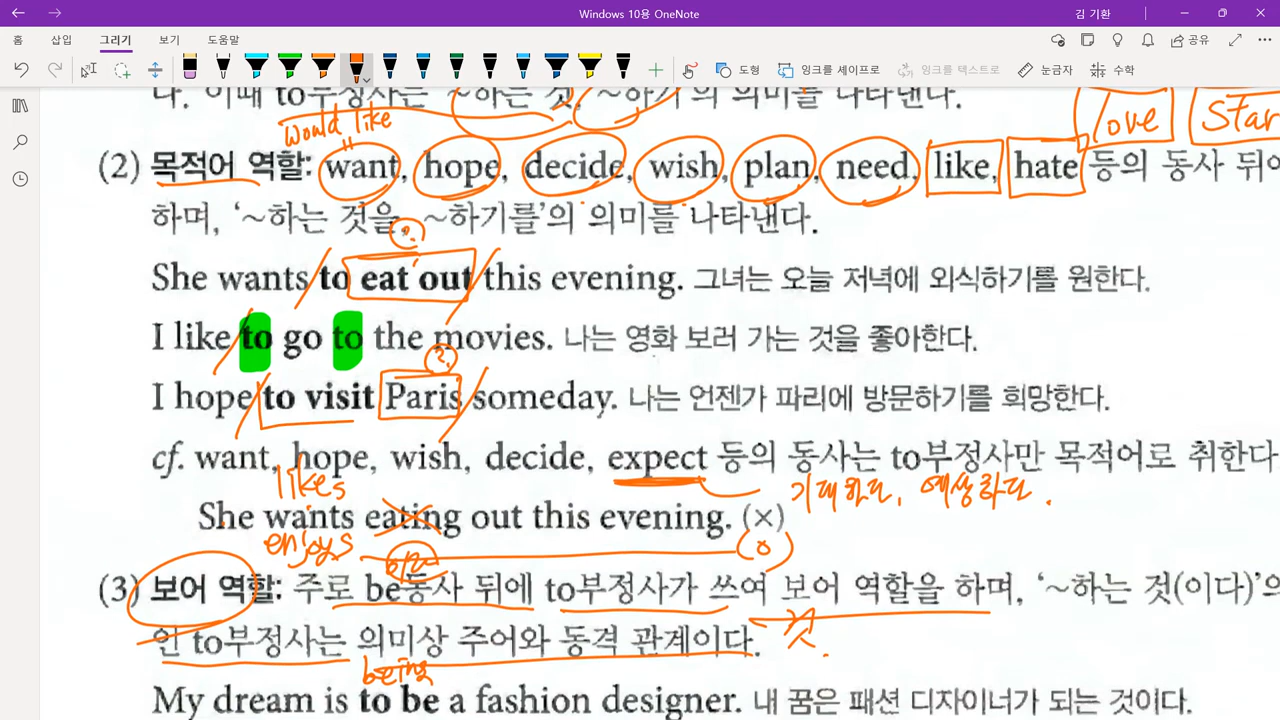 Windows 10용 OneNote
김 기환
홈 삽입 그리기 보기 도움말
공유
도형 잉크를 셰이프로 잉크를 텍스트로 눈금자 수학
나. 이때 to부정사는 '~하는 것, ~하기'의 의미를 나타낸다.
love Star
would like
(2) 목적어 역할: want, hope, decide, wish, plan, need, like, hate 등의 동사 뒤에
하며, '~하는 것을, ~하기를'의 의미를 나타낸다.
1.
She wants to eat out this evening. 그녀는 오늘 저녁에 외식하기를 원한다.
I like to go to the movies. 나는 영화 보러 가는 것을 좋아한다.
2.
I hope to visit Paris someday. 나는 언젠가 파리에 방문하기를 희망한다.
cf. want, hope, wish, decide, expect 등의 동사는 to부정사만 목적어로 취한다
likes
기대하다, 예상하다.
She wants eating out this evening. (×)
enjoys (o)
(3) 보어 역할: 주로 be동사 뒤에 to부정사가 쓰여 보어 역할을 하며, '~하는 것(이다)'의
인 to부정사는 의미상 주어와 동격 관계이다. 것.
being
My dream is to be a fashion designer. 내 꿈은 패션 디자이너가 되는 것이다.